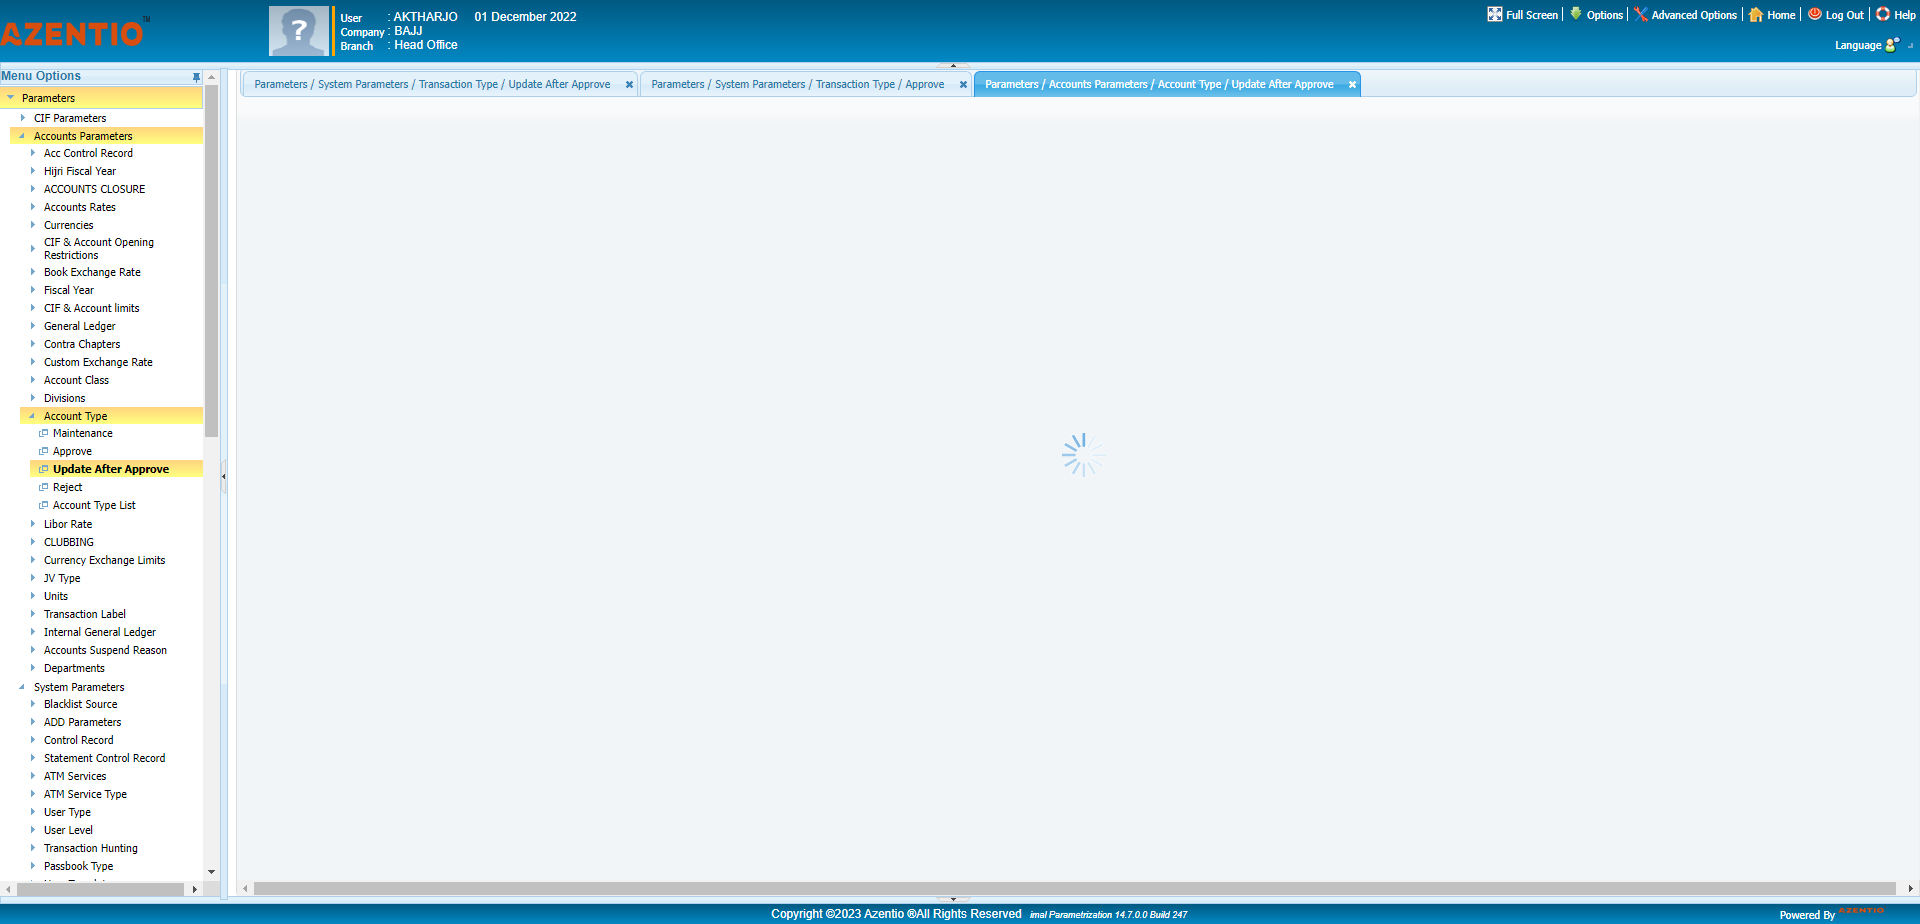 AZENTIO™
User : AKTHARJO 01 December 2022
Company : BAJJ
Branch : Head Office
Full Screen Options Advanced Options Home Log Out Help
Language
Menu Options
Parameters / System Parameters / Transaction Type / Update After Approve
Parameters / System Parameters / Transaction Type / Approve
Parameters / Accounts Parameters / Account Type / Update After Approve
Parameters
CIF Parameters
Accounts Parameters
Acc Control Record
Hijri Fiscal Year
ACCOUNTS CLOSURE
Accounts Rates
Currencies
CIF & Account Opening
Restrictions
Book Exchange Rate
Fiscal Year
CIF & Account limits
General Ledger
Contra Chapters
Custom Exchange Rate
Account Class
Divisions
Account Type
Maintenance
Approve
Update After Approve
Reject
Account Type List
Libor Rate
CLUBBING
Currency Exchange Limits
JV Type
Units
Transaction Label
Internal General Ledger
Accounts Suspend Reason
Departments
System Parameters
Blacklist Source
ADD Parameters
Control Record
Statement Control Record
ATM Services
ATM Service Type
User Type
User Level
Transaction Hunting
Passbook Type
Copyright ©2023 Azentio ®All Rights Reserved imal Parametrization 14.7.0.0 Build 247
Powered By AZENTIO